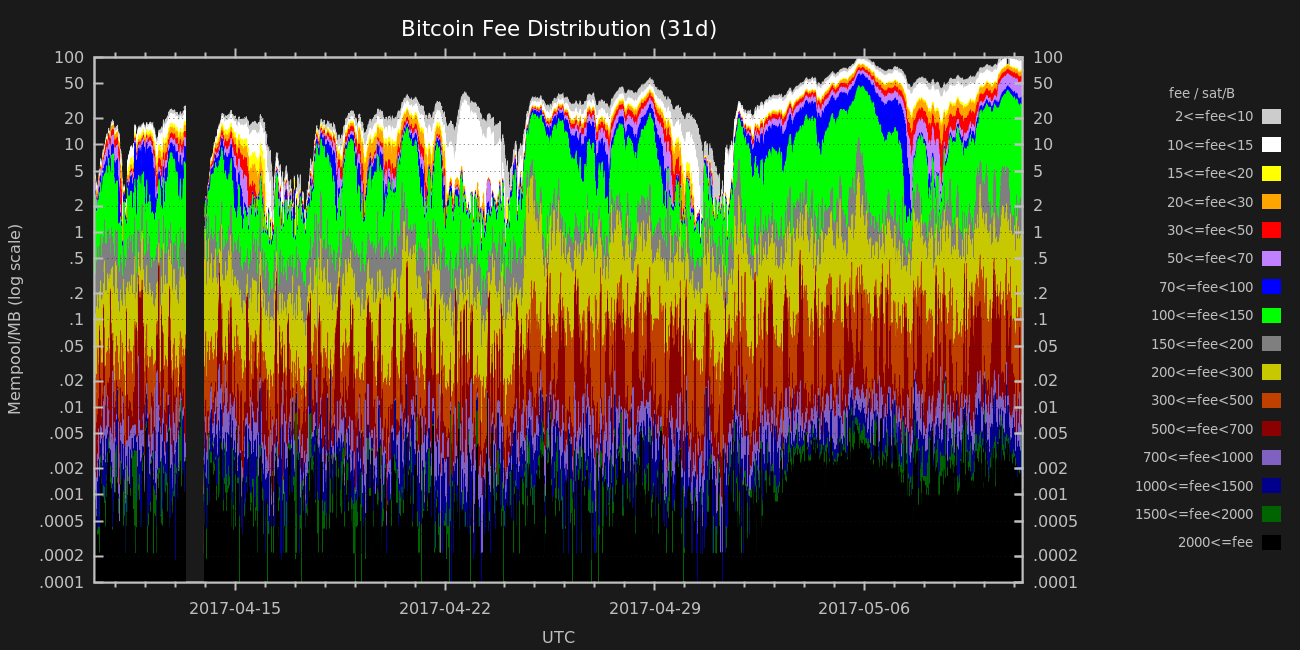 Bitcoin Fee Distribution (31d)
Mempool/MB (log scale)
100
50
20
10
5
2
1
.5
.2
.1
.05
.02
.01
.005
.002
.001
.0005
.0002
.0001
100
50
20
10
5
2
1
.5
.2
.1
.05
.02
.01
.005
.002
.001
.0005
.0002
.0001
2017-04-15 2017-04-22 2017-04-29 2017-05-06
UTC
fee / sat/B
2<=fee<10
10<=fee<15
15<=fee<20
20<=fee<30
30<=fee<50
50<=fee<70
70<=fee<100
100<=fee<150
150<=fee<200
200<=fee<300
300<=fee<500
500<=fee<700
700<=fee<1000
1000<=fee<1500
1500<=fee<2000
2000<=fee